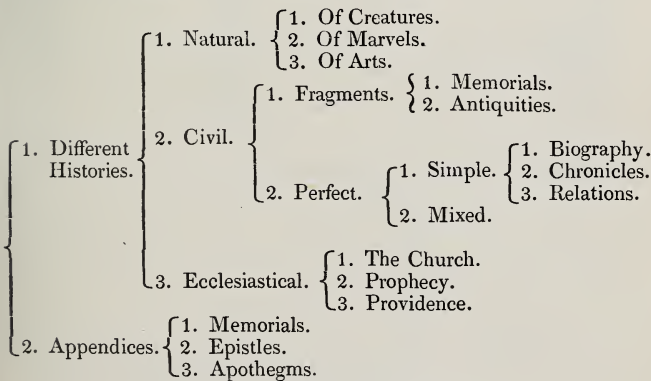 1. Of Creatures.
1. Natural. 2. Of Marvels.
3. Of Arts.
1. Fragments. 1. Memorials.
2. Antiquities.
1. Different 2. Civil.
Histories. 1. Biography.
1. Simple. 2. Chronicles.
2. Perfect. 3. Relations.
2. Mixed.
1. The Church.
3. Ecclesiastical. 2. Prophecy.
3. Providence.
1. Memorials.
2. Appendices. 2. Epistles.
3. Apothegms.